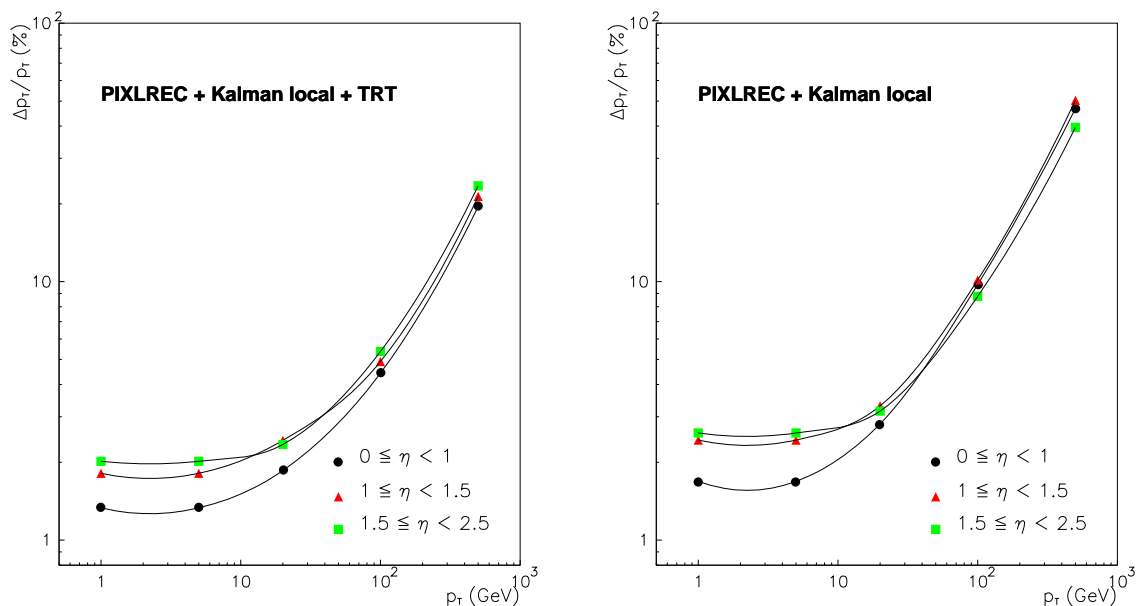 Δp_T/p_T (%)
10²
10
1
PIXLREC + Kalman local + TRT
0 ≤ η < 1
1 ≤ η < 1.5
1.5 ≤ η < 2.5
1 10 10² 10³
p_T (GeV)
Δp_T/p_T (%)
10²
10
1
PIXLREC + Kalman local
0 ≤ η < 1
1 ≤ η < 1.5
1.5 ≤ η < 2.5
1 10 10² 10³
p_T (GeV)